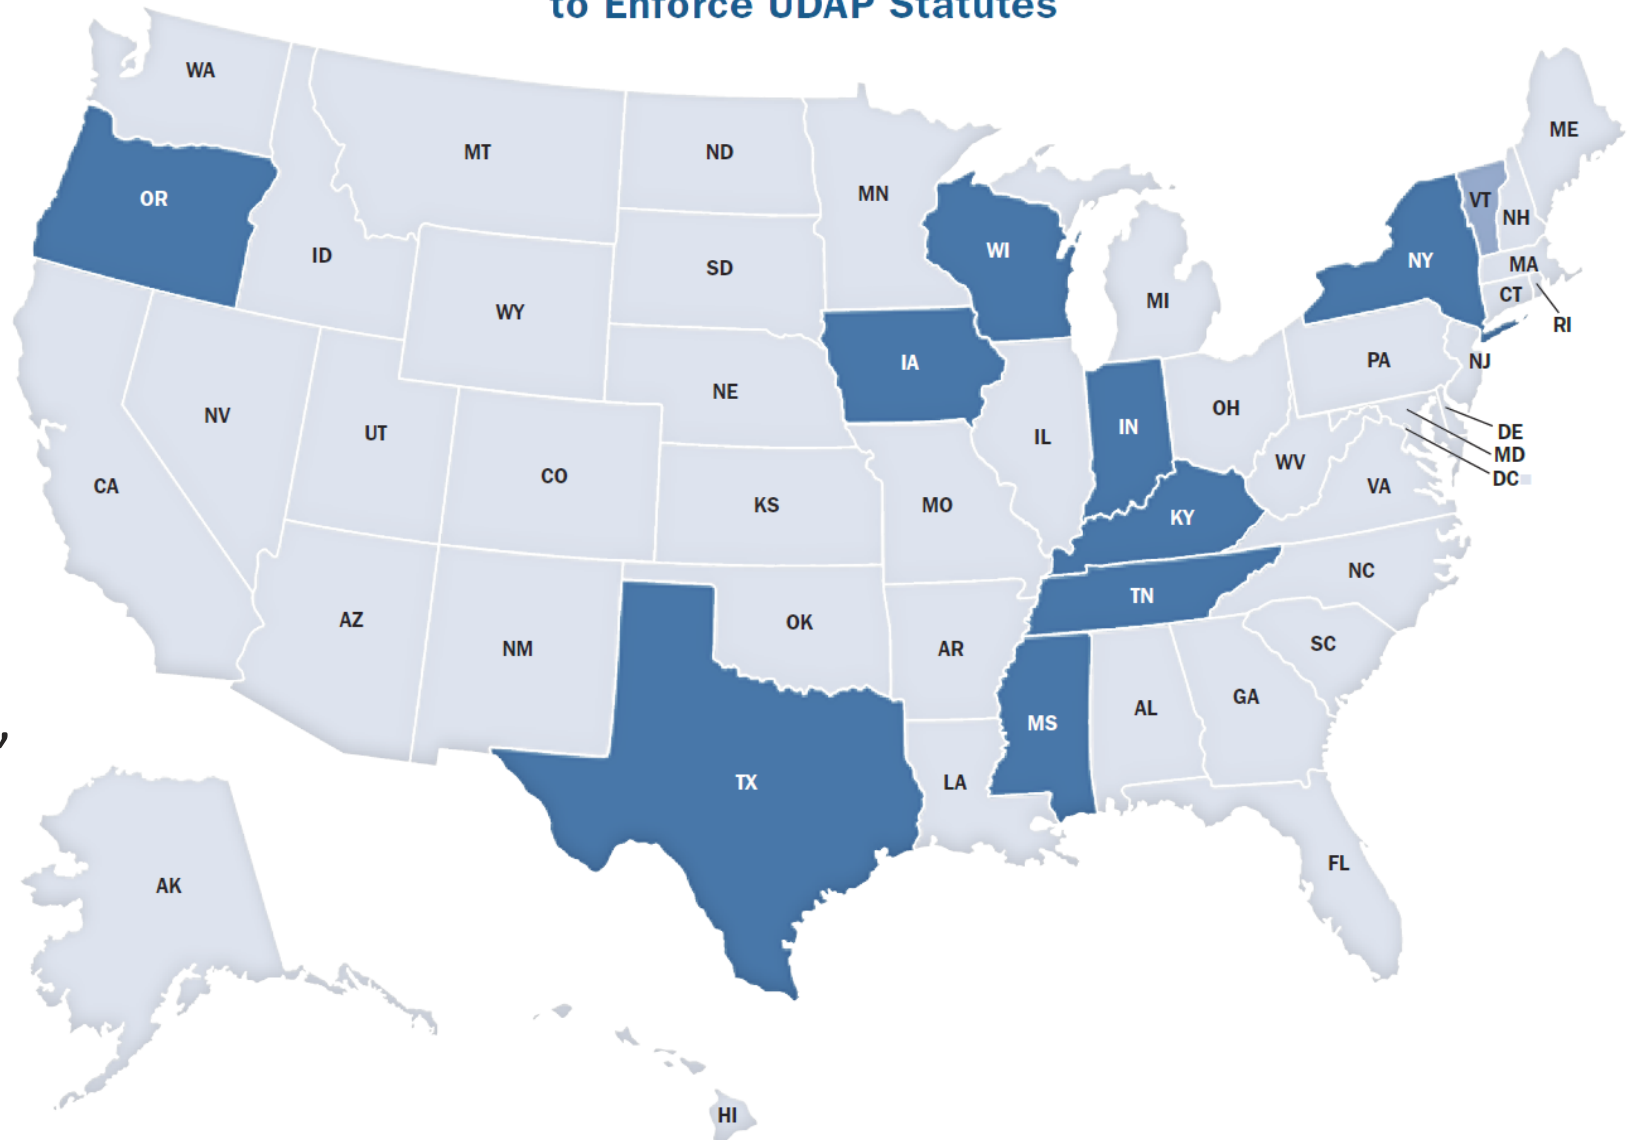 to Enforce UDAP Statutes
WA
ME
MT
ND
OR
MN
VT
NH
WI
ID
SD
NY
MA
CT
MI
WY
RI
IA
PA
NJ
NE
OH
NV
IN
UT
IL
DE
MD
WV
CO
DC
CA
VA
KS
MO
KY
NC
TN
AZ
OK
NM
AR
SC
GA
AL
MS
,
TX
LA
FL
AK
HI